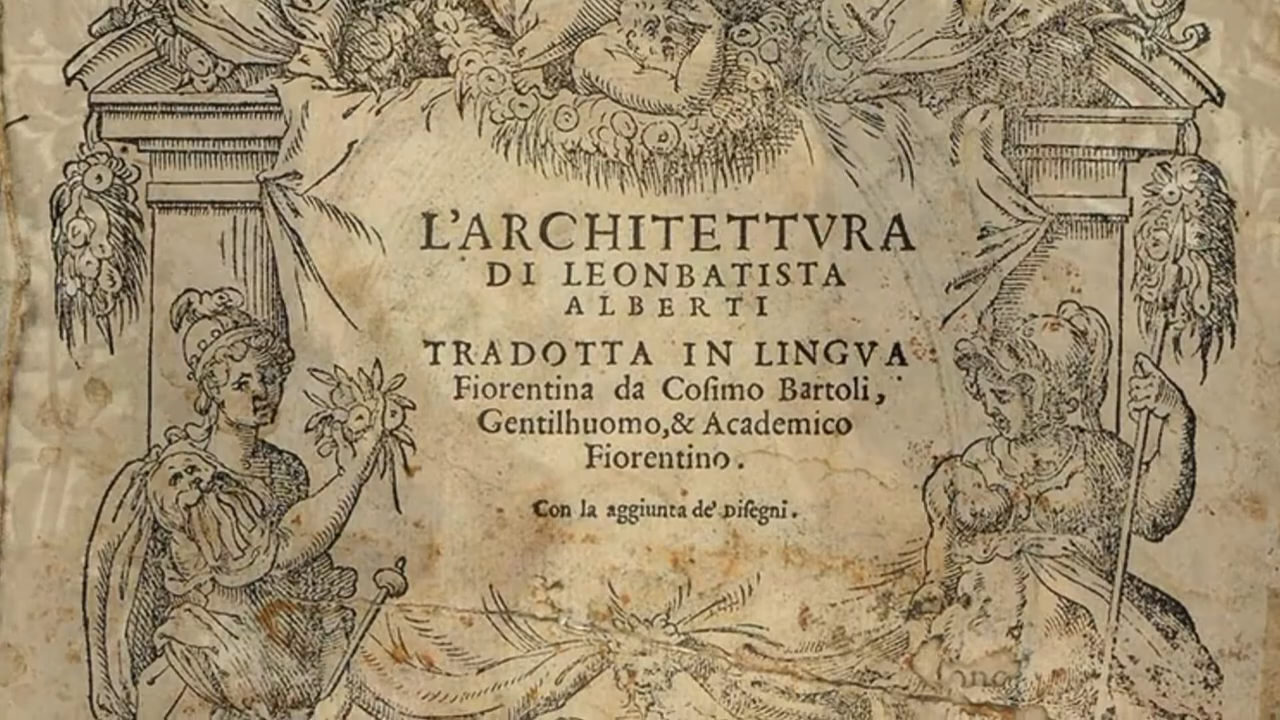 L'ARCHITETTVRA
DI LEONBATISTA
ALBERTI
TRADOTTA IN LINGVA
Fiorentina da Coſimo Bartoli,
Gentilhuomo,& Academico
Fiorentino.
Con la aggiunta de' Diſegni.